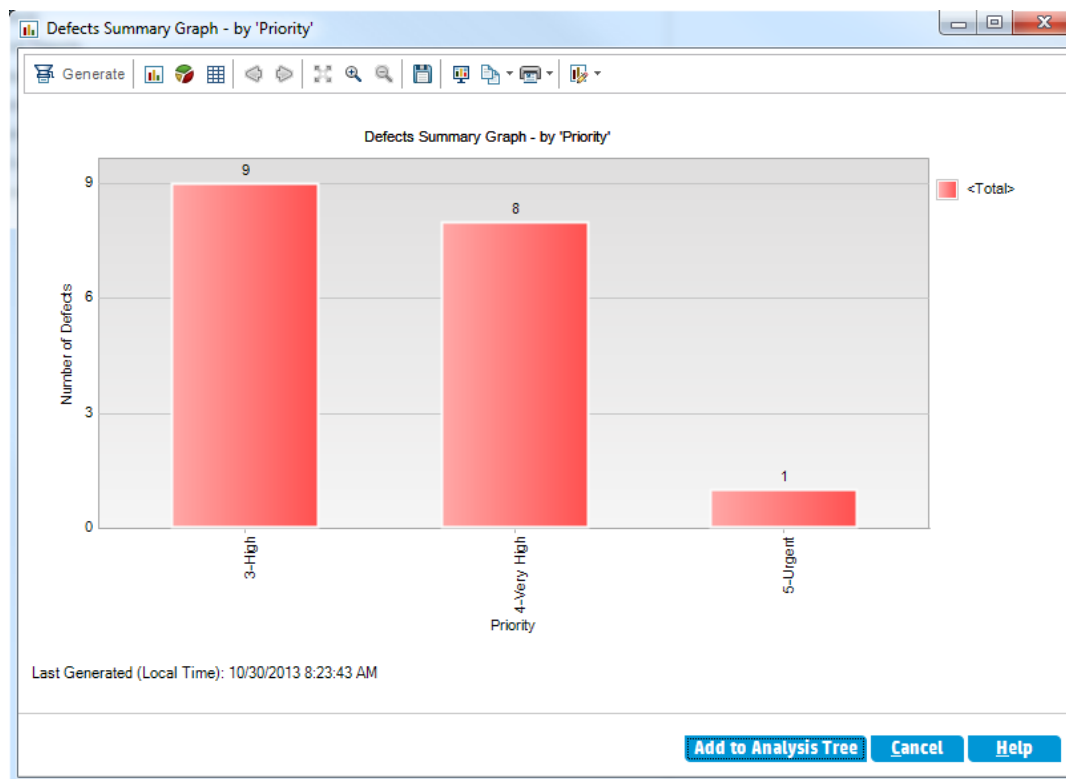 Defects Summary Graph - by 'Priority'
Generate
Defects Summary Graph - by 'Priority'
9
9
<Total>
8
6
Number of Defects
3
1
0
3-High
4-Very High
5-Urgent
Priority
Last Generated (Local Time): 10/30/2013 8:23:43 AM
Add to Analysis Tree Cancel Help